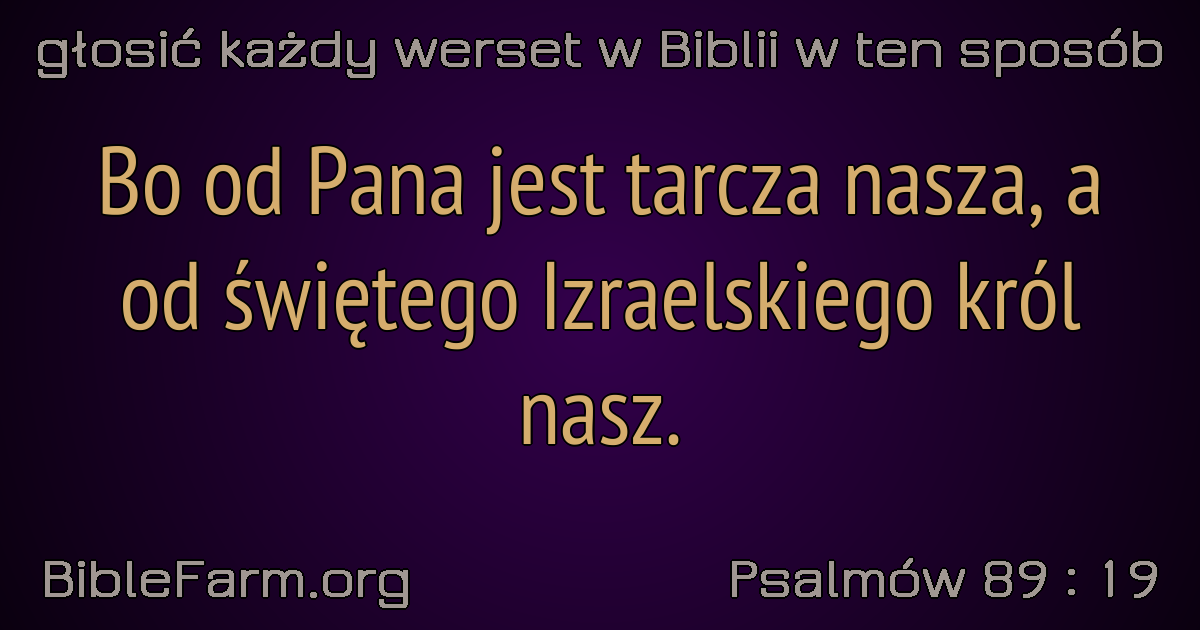 głosić każdy werset w Biblii w ten sposób
Bo od Pana jest tarcza nasza, a
od świętego Izraelskiego król
nasz.
BibleFarm.org
Psalmów 89 : 19